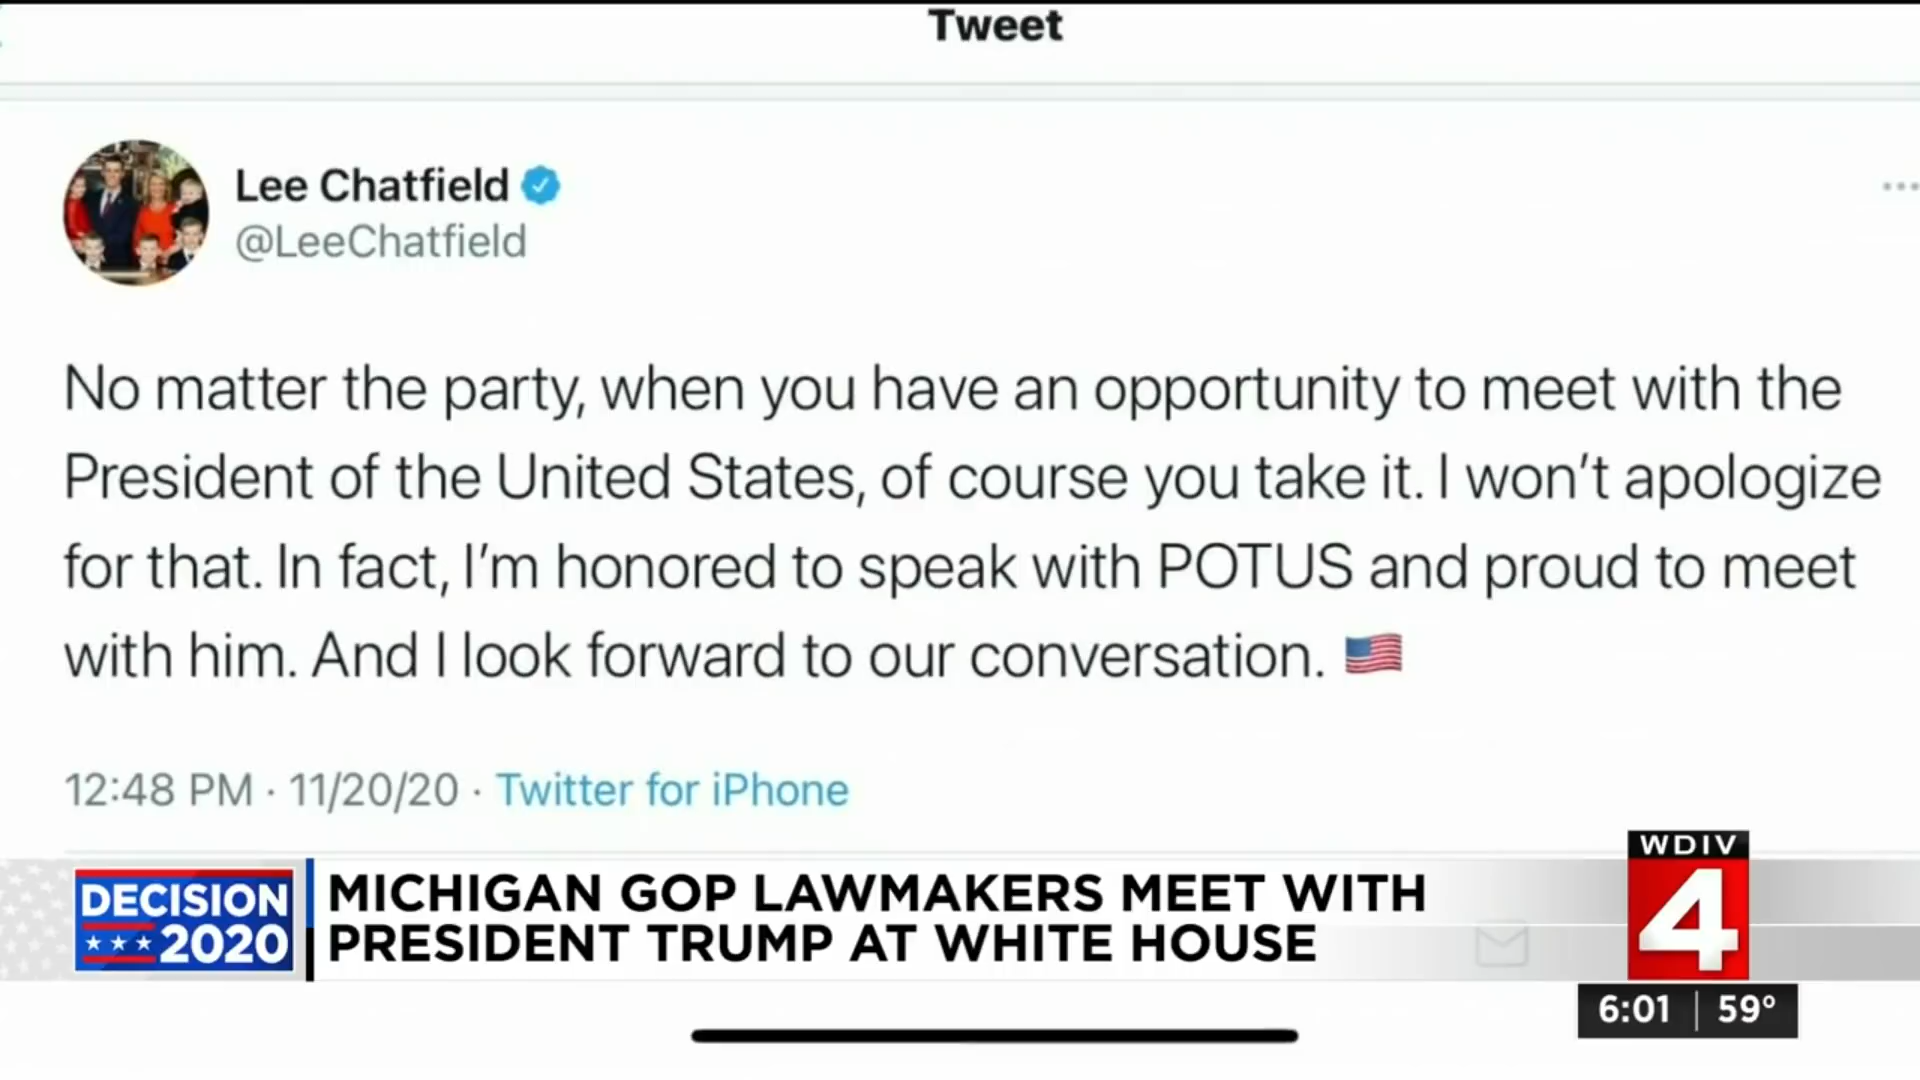 Tweet
Lee Chatfield
@LeeChatfield
No matter the party, when you have an opportunity to meet with the
President of the United States, of course you take it. I won't apologize
for that. In fact, I'm honored to speak with POTUS and proud to meet
with him. And I look forward to our conversation. 🇺🇸
12:48 PM · 11/20/20 · Twitter for iPhone
DECISION
2020
MICHIGAN GOP LAWMAKERS MEET WITH
PRESIDENT TRUMP AT WHITE HOUSE
WDIV
4
6:01 | 59°